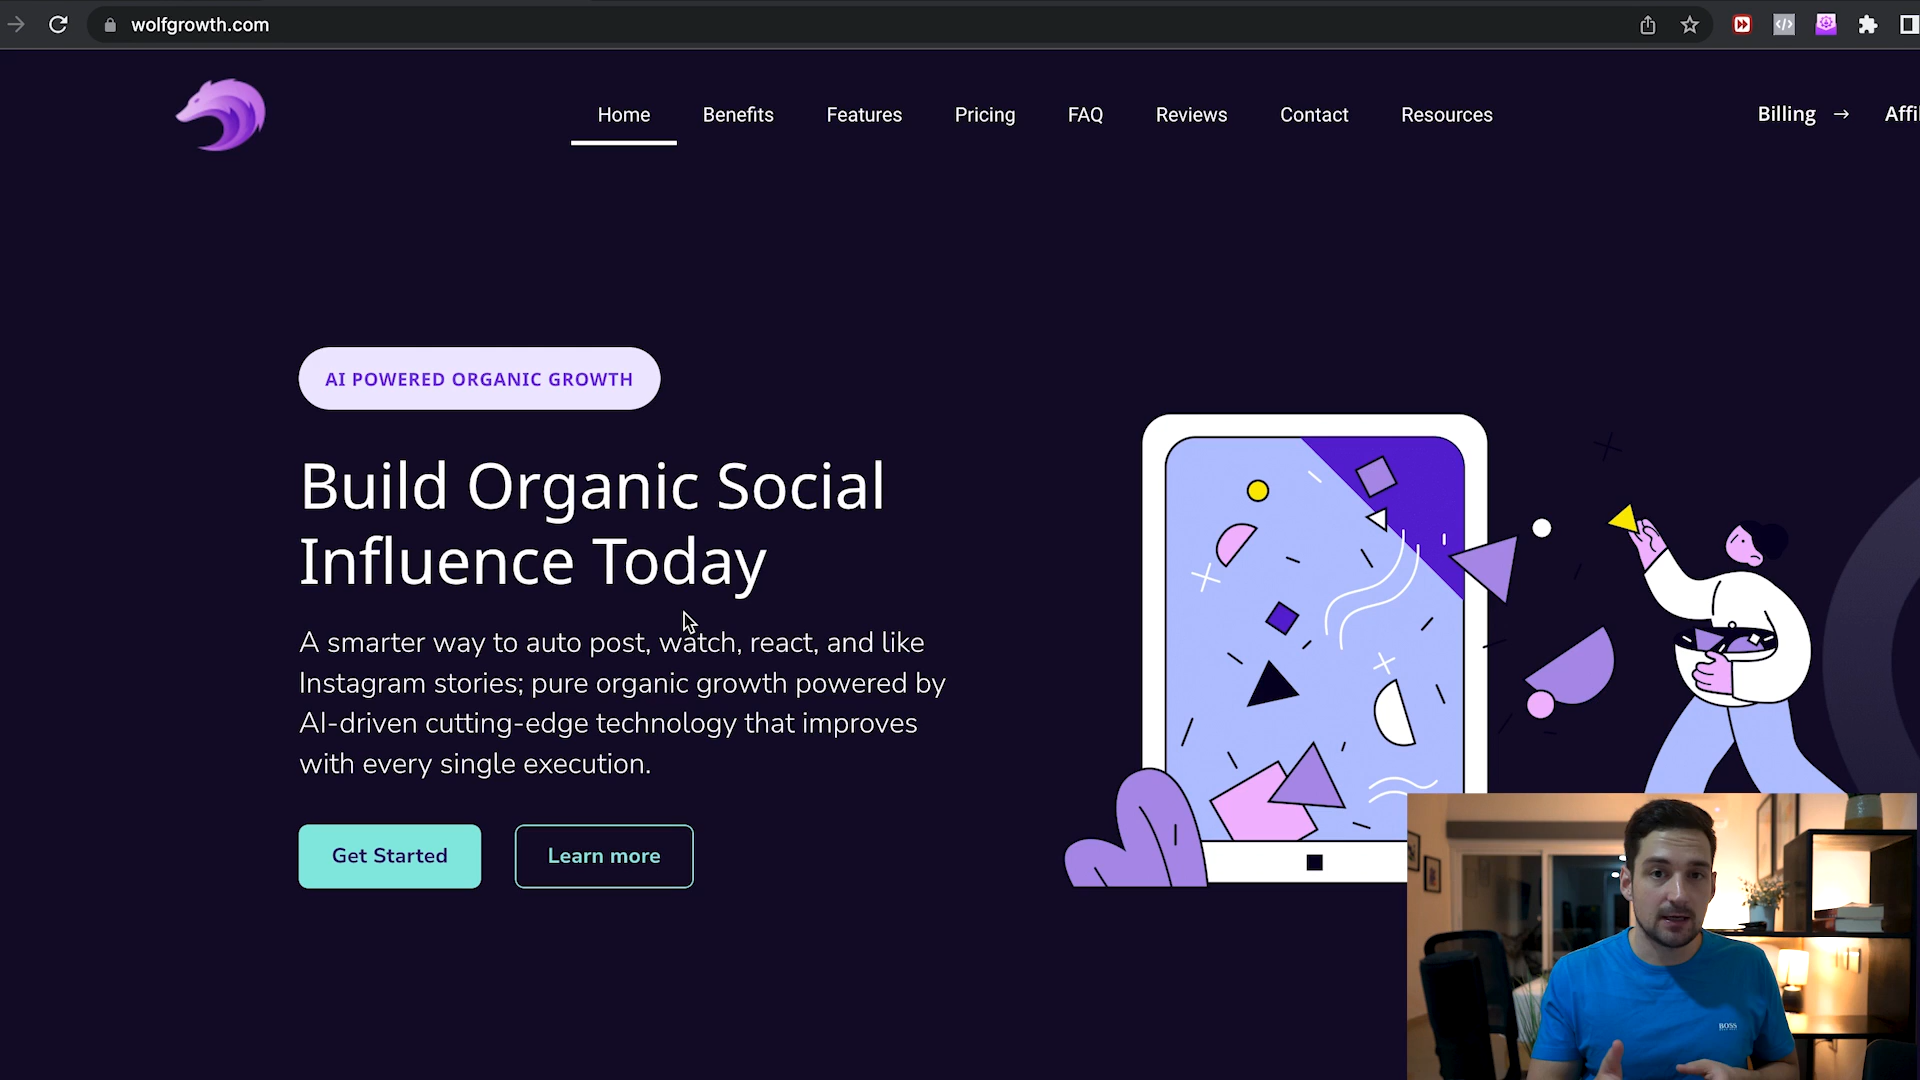 wolfgrowth.com
Home Benefits Features Pricing FAQ Reviews Contact Resources Billing → Affi
AI POWERED ORGANIC GROWTH
Build Organic Social
Influence Today
A smarter way to auto post, watch, react, and like
Instagram stories; pure organic growth powered by
AI-driven cutting-edge technology that improves
with every single execution.
Get Started Learn more
BOSS